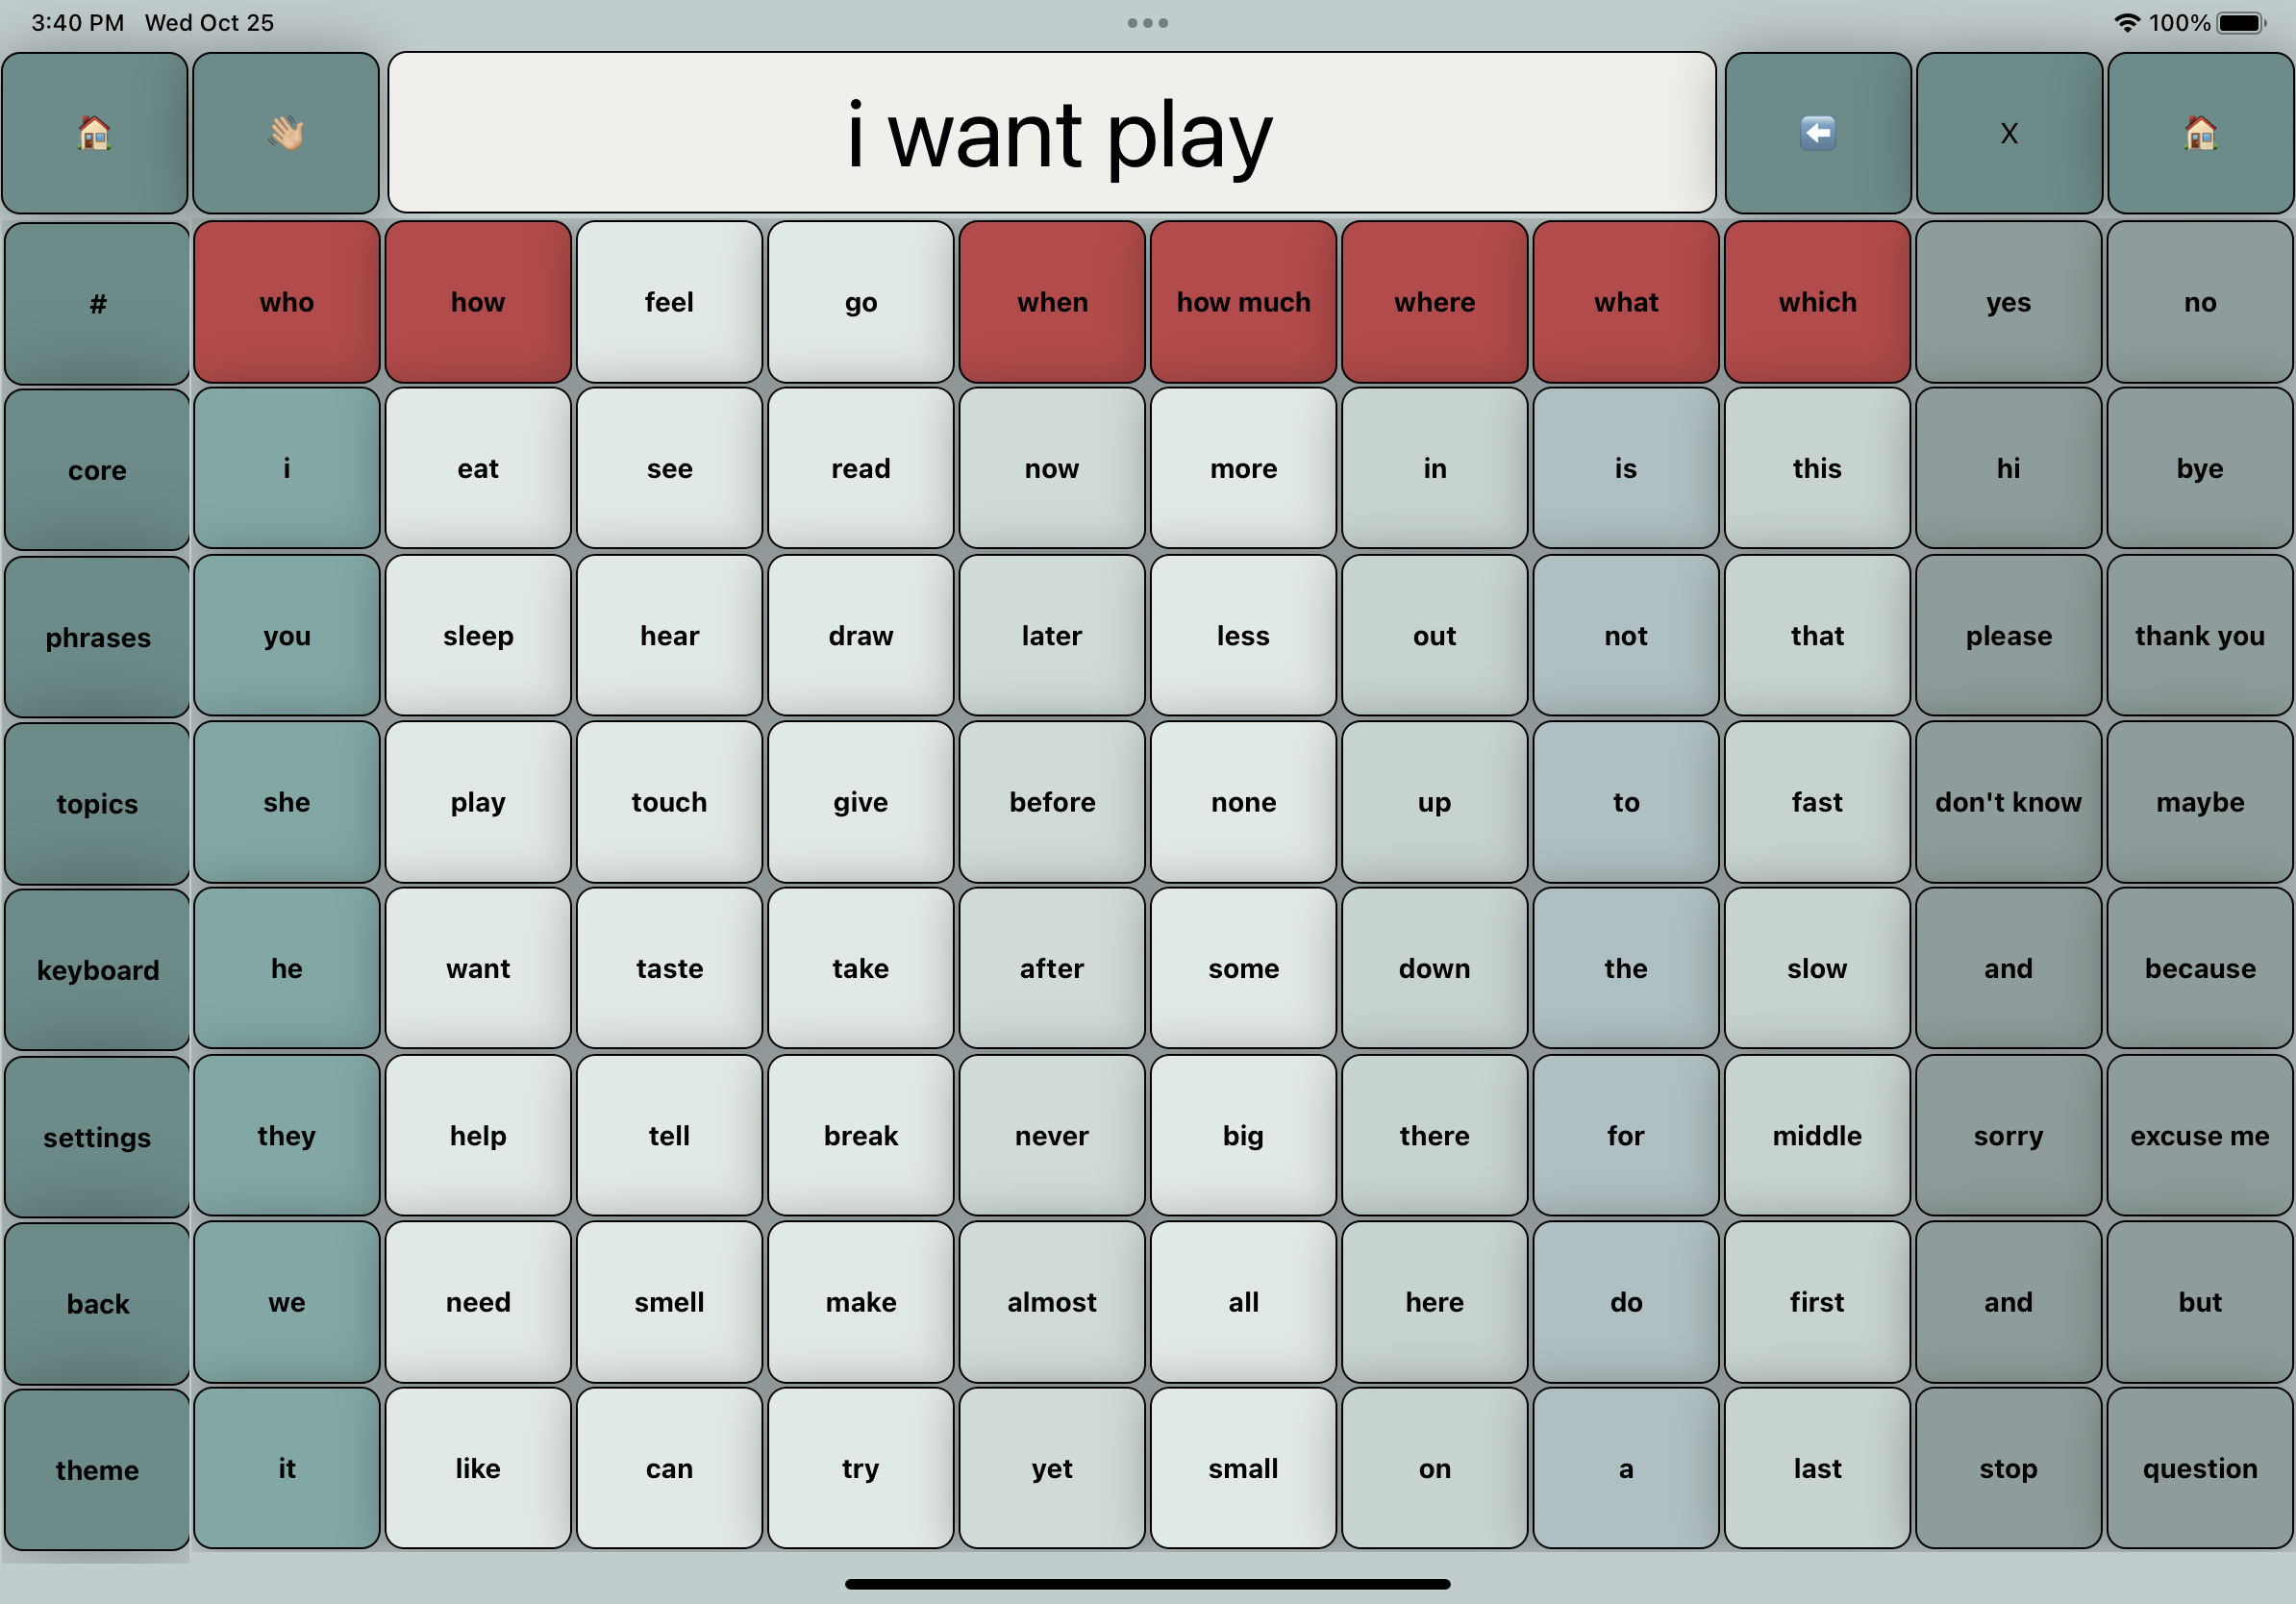 3:40 PM Wed Oct 25 100%
i want play X
# who how feel go when how much where what which yes no
core i eat see read now more in is this hi bye
phrases you sleep hear draw later less out not that please thank you
topics she play touch give before none up to fast don't know maybe
keyboard he want taste take after some down the slow and because
settings they help tell break never big there for middle sorry excuse me
back we need smell make almost all here do first and but
theme it like can try yet small on a last stop question